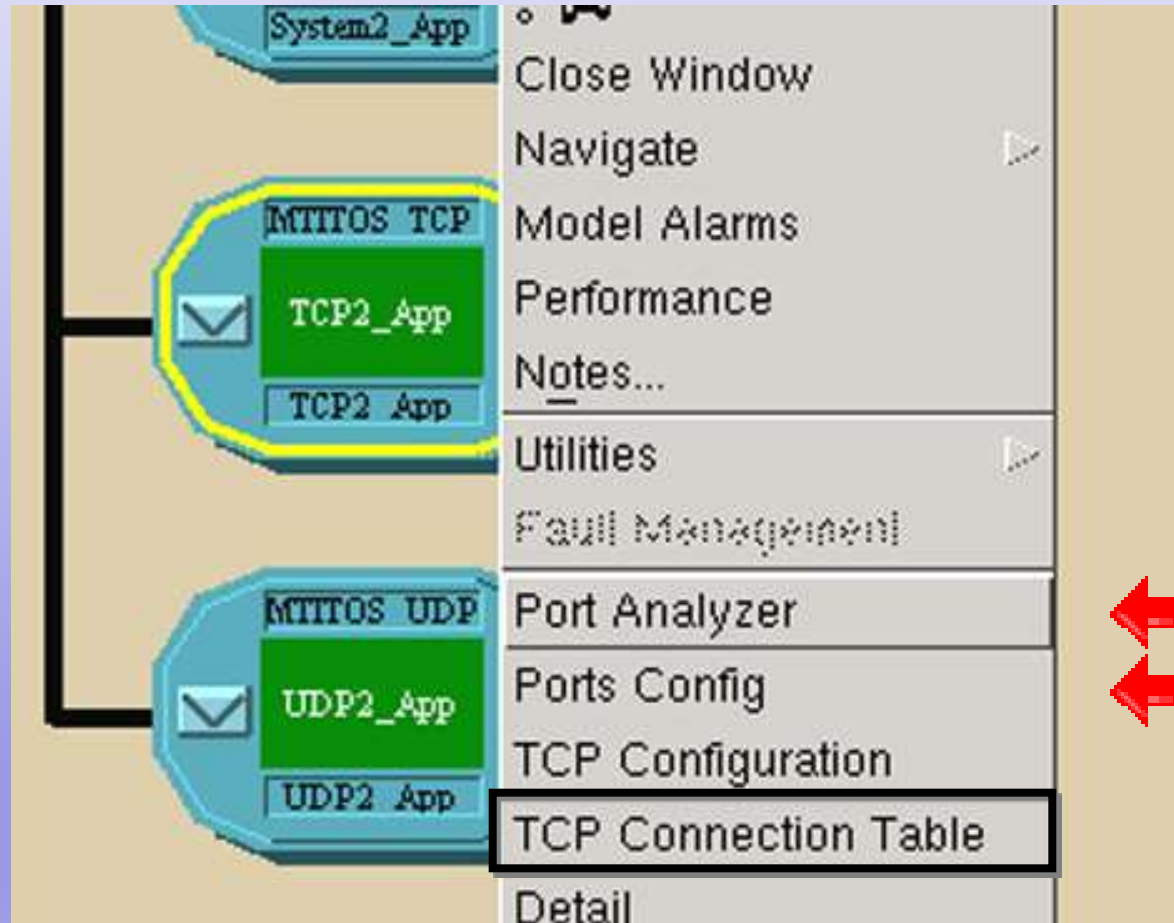 System2_App
MTITOS TCP
TCP2_App
TCP2 App
MTITOS UDP
UDP2_App
UDP2 App
Close Window
Navigate
Model Alarms
Performance
Notes...
Utilities
Fault Management
Port Analyzer
Ports Config
TCP Configuration
TCP Connection Table
Detail